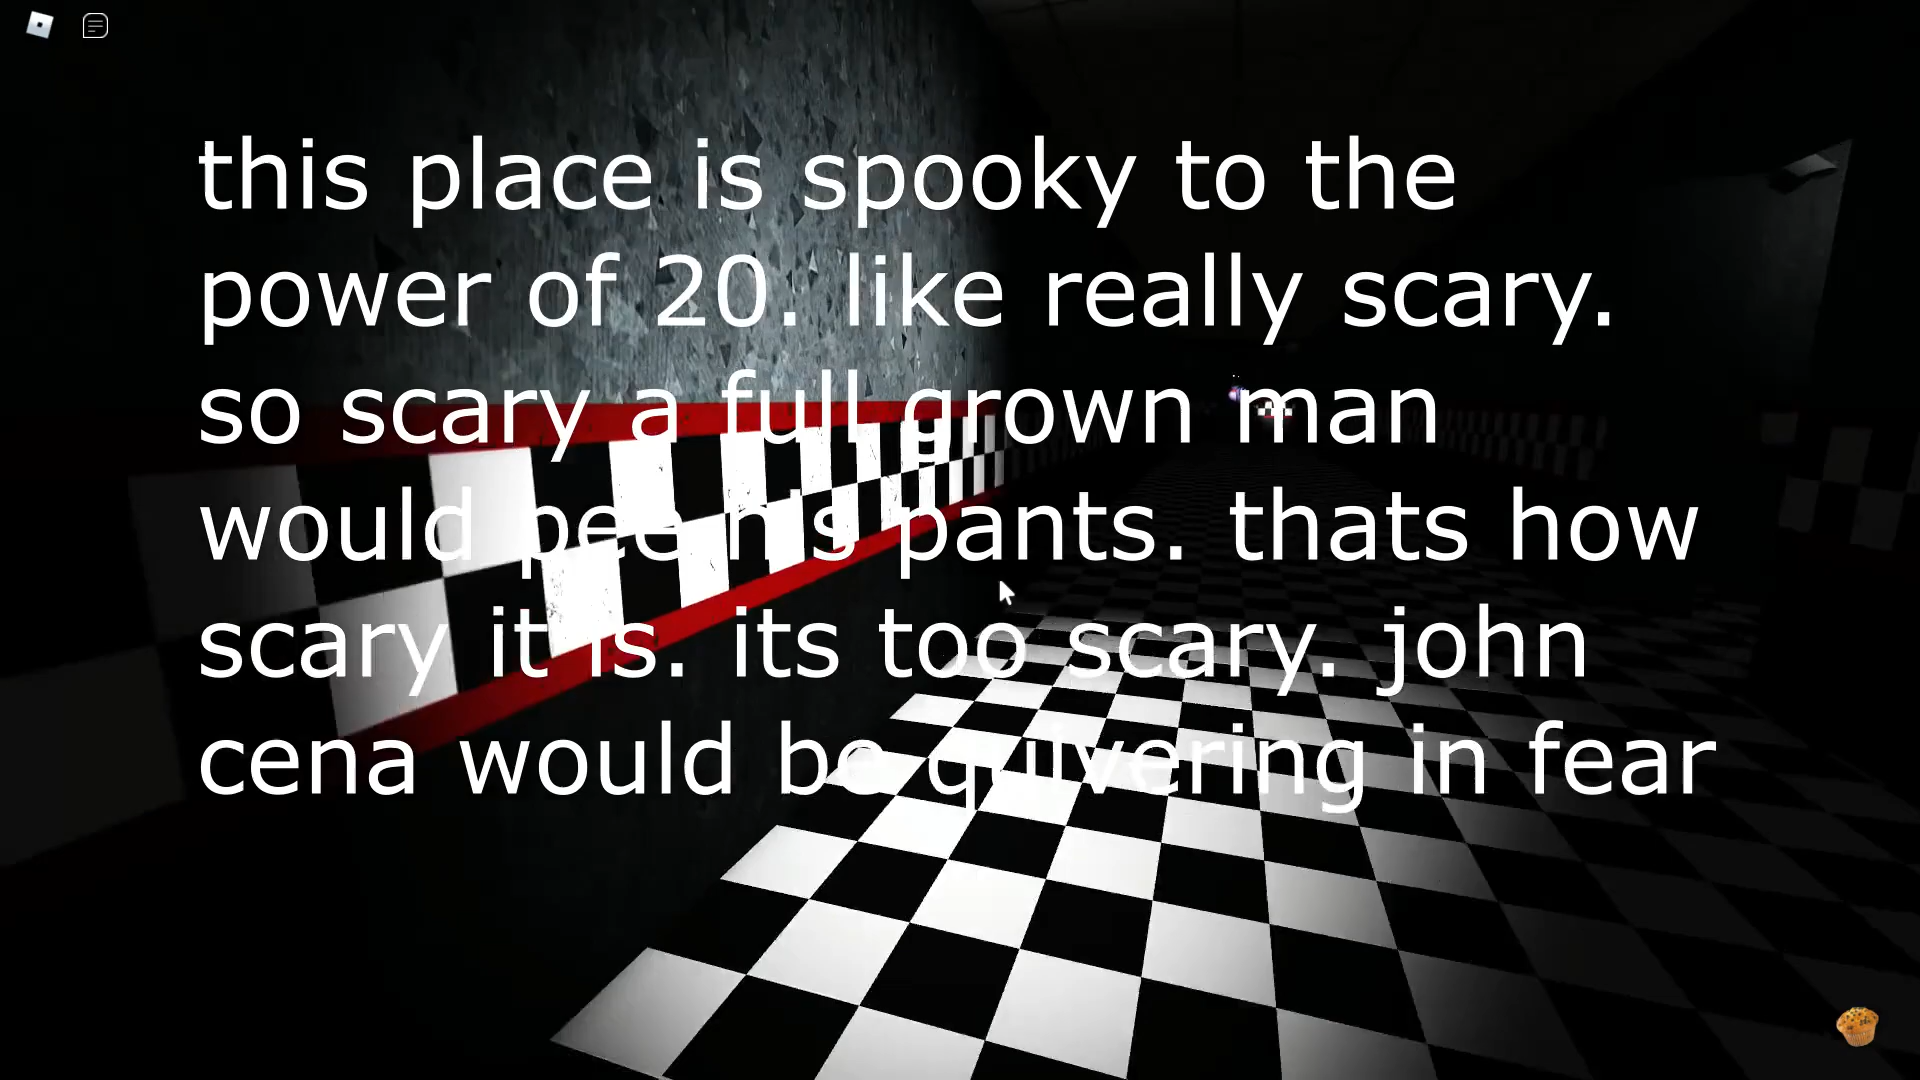 this place is spooky to the
power of 20. like really scary.
so scary a full grown man
would pee his pants. thats how
scary it is. its too scary. john
cena would be quivering in fear